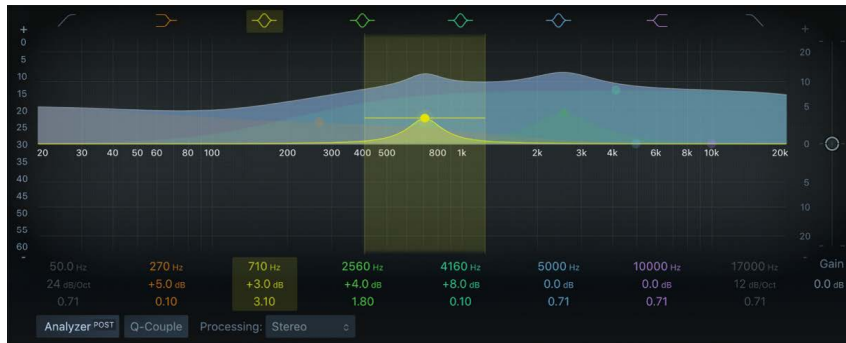 + +
0
5 20
10 10
15
20 5
25
30 20 30 40 50 60 80 100 200 300 400 500 800 1k 2k 3k 4k 6k 8k 10k 20k 0
35
40
45 5
50
55 10
60 20
- -
50.0 Hz 270 Hz 710 Hz 2560 Hz 4160 Hz 5000 Hz 10000 Hz 17000 Hz Gain
24 dB/Oct +5.0 dB +3.0 dB +4.0 dB +8.0 dB 0.0 dB 0.0 dB 12 dB/Oct 0.0 dB
0.71 0.10 3.10 1.80 0.10 0.71 0.71 0.71
Analyzer POST Q-Couple Processing: Stereo